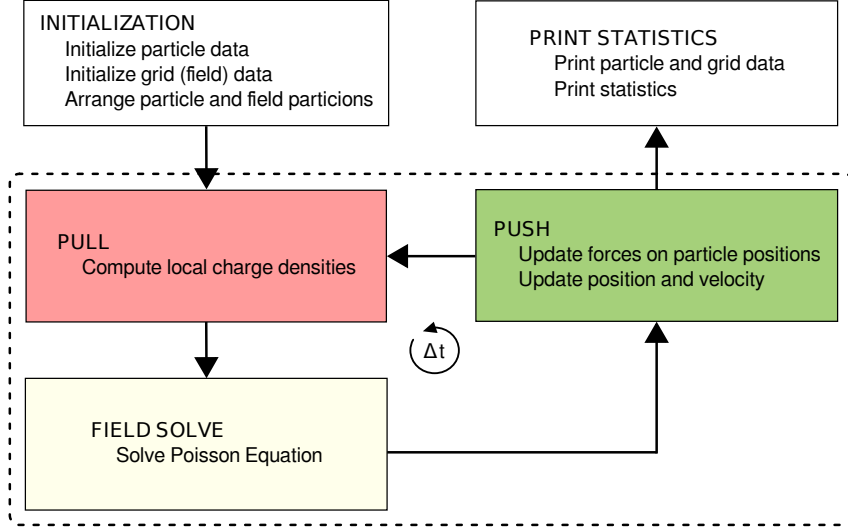 INITIALIZATION
Initialize particle data
Initialize grid (field) data
Arrange particle and field particions
PRINT STATISTICS
Print particle and grid data
Print statistics
PULL
Compute local charge densities
PUSH
Update forces on particle positions
Update position and velocity
Δt
FIELD SOLVE
Solve Poisson Equation